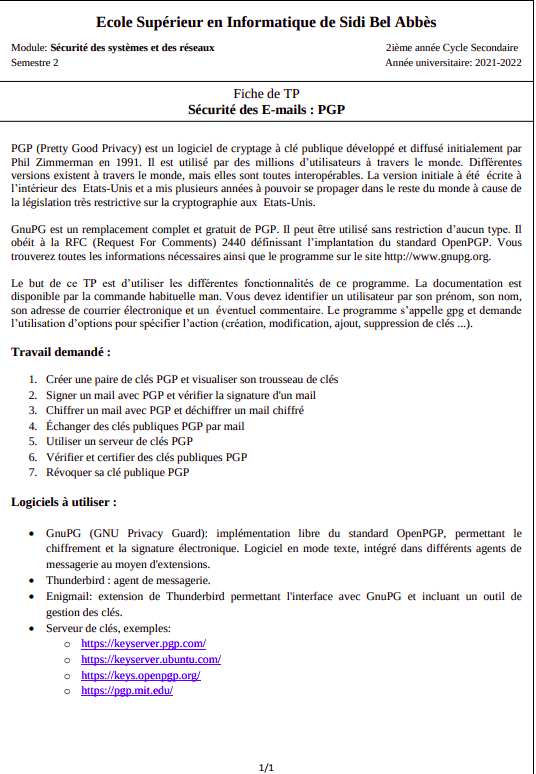 Ecole Supérieur en Informatique de Sidi Bel Abbès
Module: Sécurité des systèmes et des réseaux 2ième année Cycle Secondaire
Semestre 2 Année universitaire: 2021-2022
Fiche de TP
Sécurité des E-mails : PGP
PGP (Pretty Good Privacy) est un logiciel de cryptage à clé publique développé et diffusé initialement par
Phil Zimmerman en 1991. Il est utilisé par des millions d'utilisateurs à travers le monde. Différentes
versions existent à travers le monde, mais elles sont toutes interopérables. La version initiale à été écrite à
l'intérieur des Etats-Unis et a mis plusieurs années à pouvoir se propager dans le reste du monde à cause de
la législation très restrictive sur la cryptographie aux Etats-Unis.
GnuPG est un remplacement complet et gratuit de PGP. Il peut être utilisé sans restriction d'aucun type. Il
obéit à la RFC (Request For Comments) 2440 définissant l'implantation du standard OpenPGP. Vous
trouverez toutes les informations nécessaires ainsi que le programme sur le site http://www.gnupg.org.
Le but de ce TP est d'utiliser les différentes fonctionnalités de ce programme. La documentation est
disponible par la commande habituelle man. Vous devez identifier un utilisateur par son prénom, son nom,
son adresse de courrier électronique et un éventuel commentaire. Le programme s'appelle gpg et demande
l'utilisation d'options pour spécifier l'action (création, modification, ajout, suppression de clés ...).
Travail demandé :
1. Créer une paire de clés PGP et visualiser son trousseau de clés
2. Signer un mail avec PGP et vérifier la signature d'un mail
3. Chiffrer un mail avec PGP et déchiffrer un mail chiffré
4. Échanger des clés publiques PGP par mail
5. Utiliser un serveur de clés PGP
6. Vérifier et certifier des clés publiques PGP
7. Révoquer sa clé publique PGP
Logiciels à utiliser :
• GnuPG (GNU Privacy Guard): implémentation libre du standard OpenPGP, permettant le
chiffrement et la signature électronique. Logiciel en mode texte, intégré dans différents agents de
messagerie au moyen d'extensions.
• Thunderbird : agent de messagerie.
• Enigmail: extension de Thunderbird permettant l'interface avec GnuPG et incluant un outil de
gestion des clés.
• Serveur de clés, exemples:
o https://keyserver.pgp.com/
o https://keyserver.ubuntu.com/
o https://keys.openpgp.org/
o https://pgp.mit.edu/
1/1